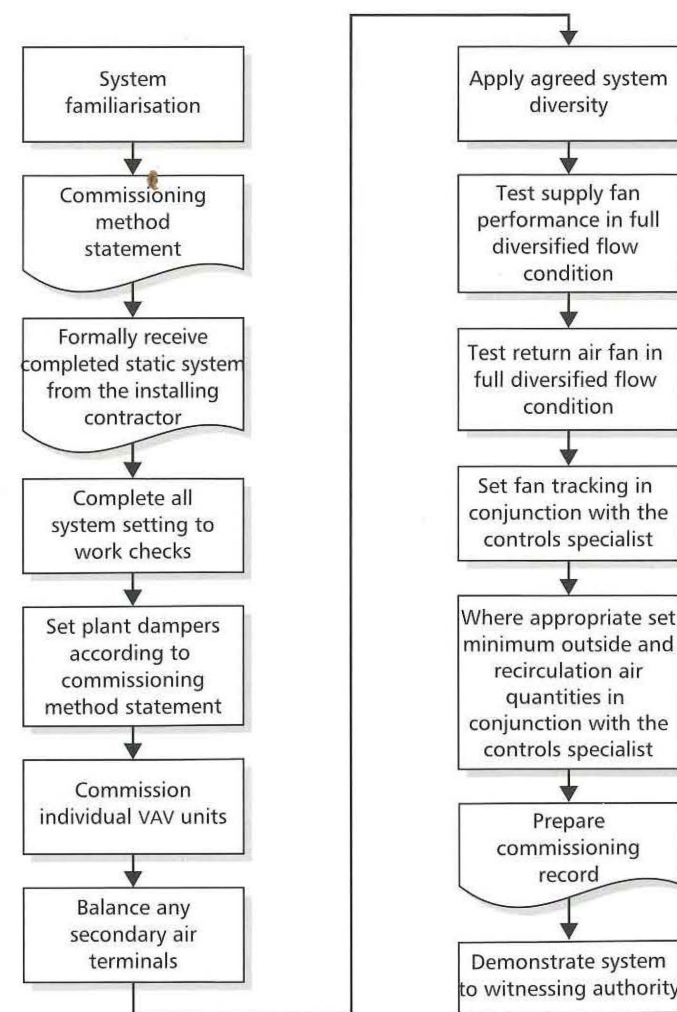 System
familiarisation
Commissioning
method
statement
Formally receive
completed static system
from the installing
contractor
Complete all
system setting to
work checks
Set plant dampers
according to
commissioning
method statement
Commission
individual VAV units
Balance any
secondary air
terminals
Apply agreed system
diversity
Test supply fan
performance in full
diversified flow
condition
Test return air fan in
full diversified flow
condition
Set fan tracking in
conjunction with the
controls specialist
Where appropriate set
minimum outside and
recirculation air
quantities in
conjunction with the
controls specialist
Prepare
commissioning
record
Demonstrate system
to witnessing authority